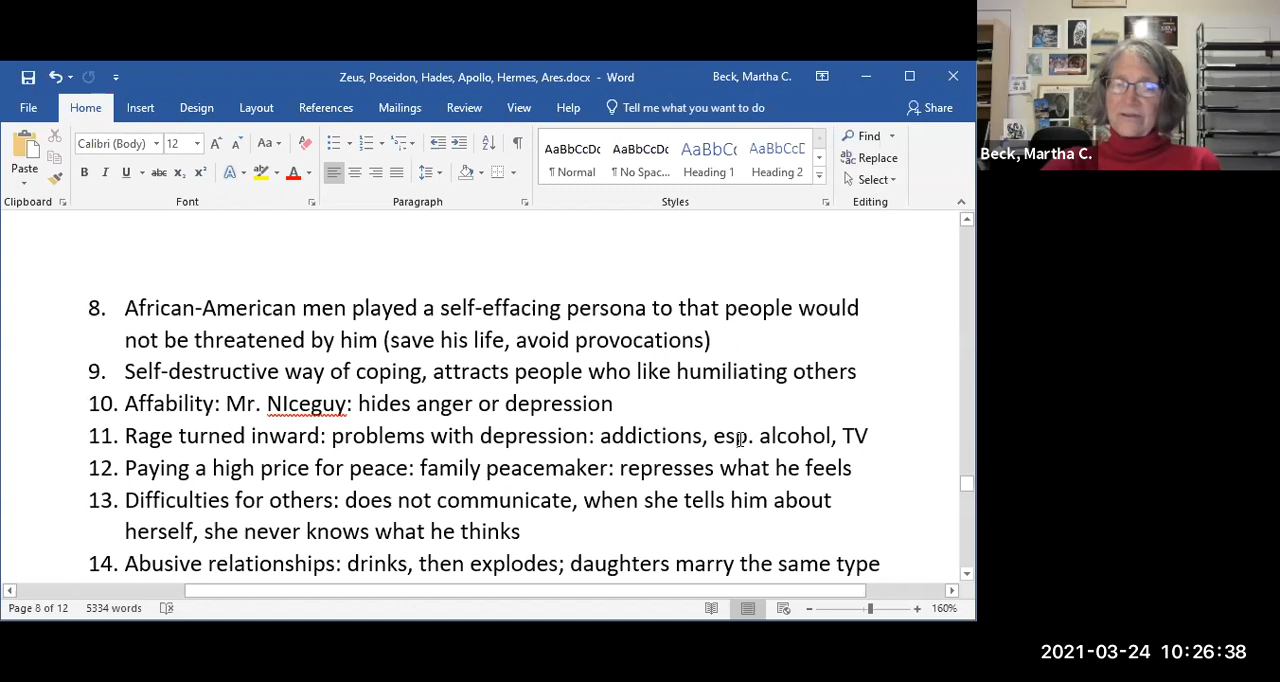 Zeus, Poseidon, Hades, Apollo, Hermes, Ares.docx - Word
Beck, Martha C.
File Home Insert Design Layout References Mailings Review View Help Tell me what you want to do Share
Paste
Calibri (Body) 12
Aa
B I U abc x₂ x² A ab A
AaBbCcDc AaBbCcDc AaBbC( AaBbCcE
¶ Normal ¶ No Spac... Heading 1 Heading 2
Find
Replace
Select
Clipboard Font Paragraph Styles Editing
8. African-American men played a self-effacing persona to that people would
not be threatened by him (save his life, avoid provocations)
9. Self-destructive way of coping, attracts people who like humiliating others
10. Affability: Mr. NIceguy: hides anger or depression
11. Rage turned inward: problems with depression: addictions, esp. alcohol, TV
12. Paying a high price for peace: family peacemaker: represses what he feels
13. Difficulties for others: does not communicate, when she tells him about
herself, she never knows what he thinks
14. Abusive relationships: drinks, then explodes; daughters marry the same type
Page 8 of 12 5334 words
160%
Beck, Martha C.
2021-03-24 10:26:38